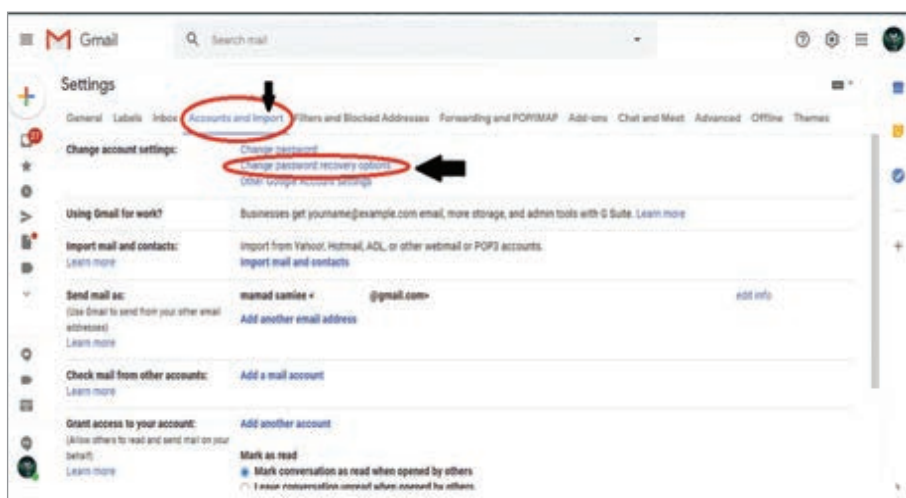 Gmail
Search mail
Settings
General Labels Inbox Accounts and Import Filters and Blocked Addresses Forwarding and POP/IMAP Add-ons Chat and Meet Advanced Offline Themes
Change account settings: Change password
Change password recovery options
Other Google Account settings
Using Gmail for work? Businesses get yourname@example.com email, more storage, and admin tools with G Suite. Learn more
Import mail and contacts: Import from Yahoo!, Hotmail, AOL, or other webmail or POP3 accounts.
Learn more Import mail and contacts
Send mail as: mamad samiee < @gmail.com> edit info
(Use Gmail to send from your other email
addresses) Add another email address
Learn more
Check mail from other accounts: Add a mail account
Learn more
Grant access to your account: Add another account
(Allow others to read and send mail on your
behalf) Mark as read
Learn more Mark conversation as read when opened by others
Leave conversation unread when opened by others